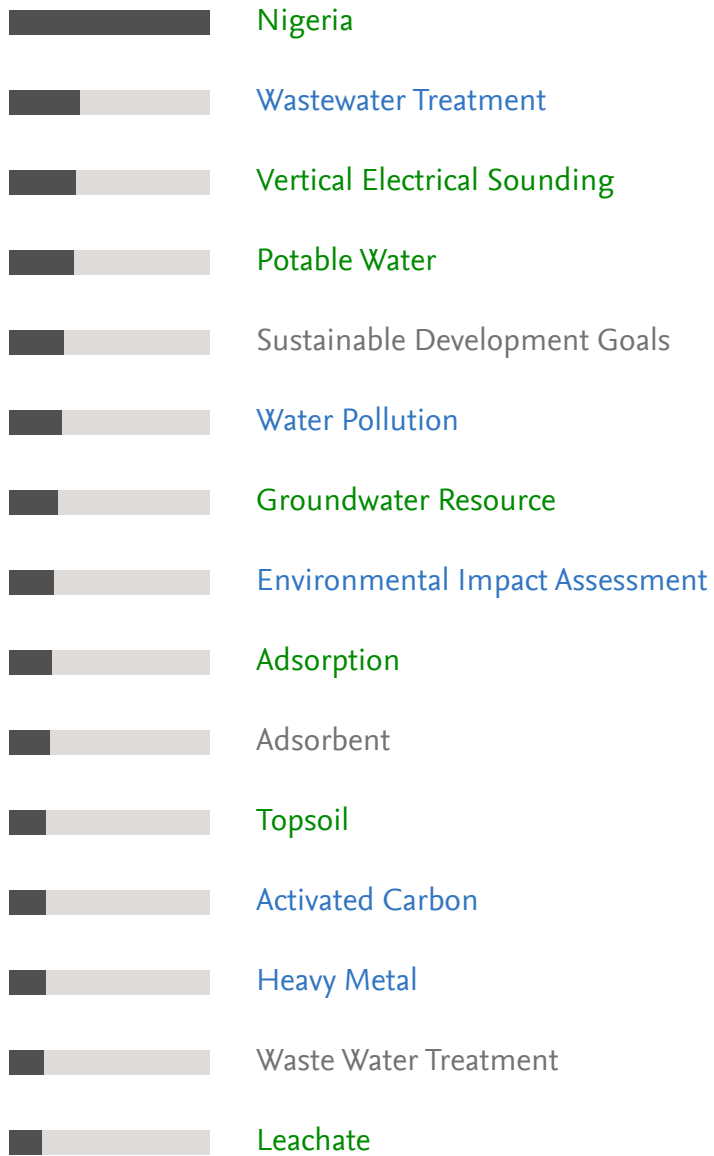 Nigeria
Wastewater Treatment
Vertical Electrical Sounding
Potable Water
Sustainable Development Goals
Water Pollution
Groundwater Resource
Environmental Impact Assessment
Adsorption
Adsorbent
Topsoil
Activated Carbon
Heavy Metal
Waste Water Treatment
Leachate